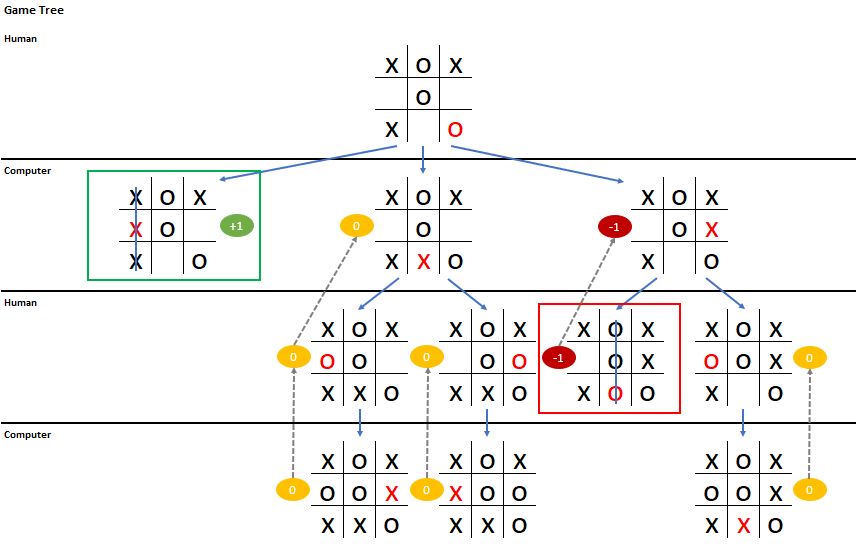 Game Tree
Human
X O X
O
X O
Computer
X O X X O X X O X
X O +1 0 O -1 O X
X O X X O X O
Human
X O X X O X X O X X O X
0 O O 0 O O -1 O X O O X 0
X X O X X O X O O X O
Computer
X O X X O X X O X
0 O O X 0 X O O O O X 0
X X O X X O X X O